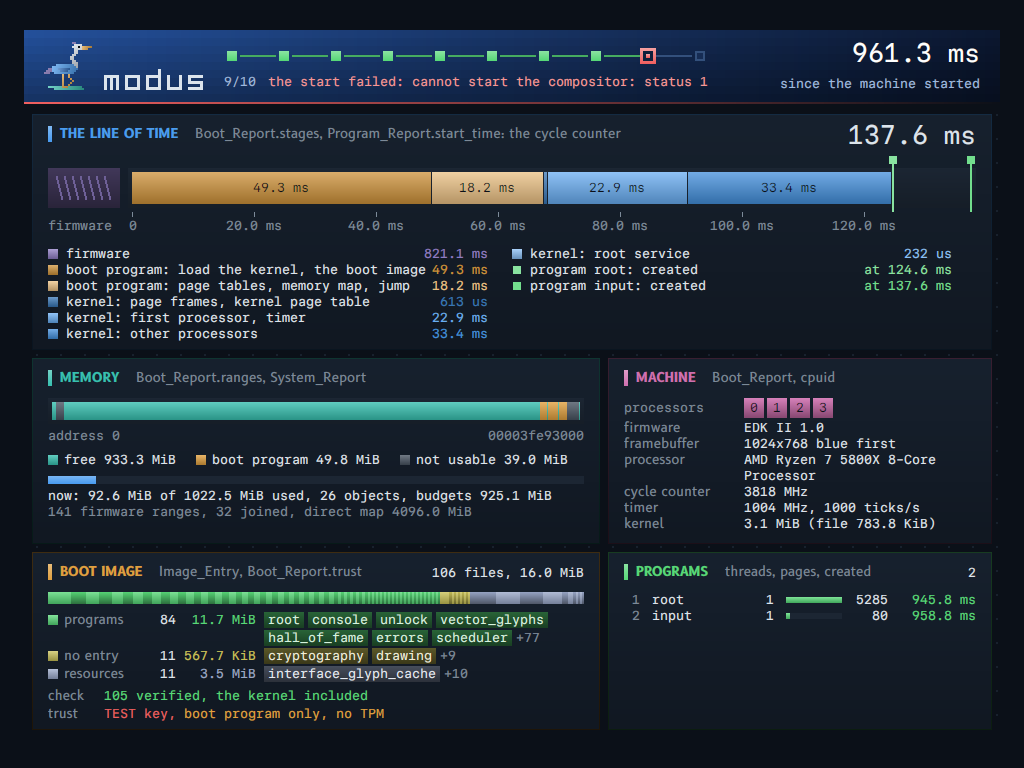 961.3 ms
modus
9/10 the start failed: cannot start the compositor: status 1
since the machine started
THE LINE OF TIME Boot_Report.stages, Program_Report.start_time: the cycle counter
137.6 ms
49.3 ms 18.2 ms 22.9 ms 33.4 ms
firmware 0 20.0 ms 40.0 ms 60.0 ms 80.0 ms 100.0 ms 120.0 ms
firmware 821.1 ms
boot program: load the kernel, the boot image 49.3 ms
boot program: page tables, memory map, jump 18.2 ms
kernel: page frames, kernel page table 613 us
kernel: first processor, timer 22.9 ms
kernel: other processors 33.4 ms
kernel: root service 232 us
program root: created at 124.6 ms
program input: created at 137.6 ms
MEMORY Boot_Report.ranges, System_Report
address 0 00003fe93000
free 933.3 MiB boot program 49.8 MiB not usable 39.0 MiB
now: 92.6 MiB of 1022.5 MiB used, 26 objects, budgets 925.1 MiB
141 firmware ranges, 32 joined, direct map 4096.0 MiB
MACHINE Boot_Report, cpuid
processors 0 1 2 3
firmware EDK II 1.0
framebuffer 1024x768 blue first
processor AMD Ryzen 7 5800X 8-Core
Processor
cycle counter 3818 MHz
timer 1004 MHz, 1000 ticks/s
kernel 3.1 MiB (file 783.8 KiB)
BOOT IMAGE Image_Entry, Boot_Report.trust 106 files, 16.0 MiB
programs 84 11.7 MiB root console unlock vector_glyphs
hall_of_fame errors scheduler +77
no entry 11 567.7 KiB cryptography drawing +9
resources 11 3.5 MiB interface_glyph_cache +10
check 105 verified, the kernel included
trust TEST key, boot program only, no TPM
PROGRAMS threads, pages, created 2
1 root 1 5285 945.8 ms
2 input 1 80 958.8 ms